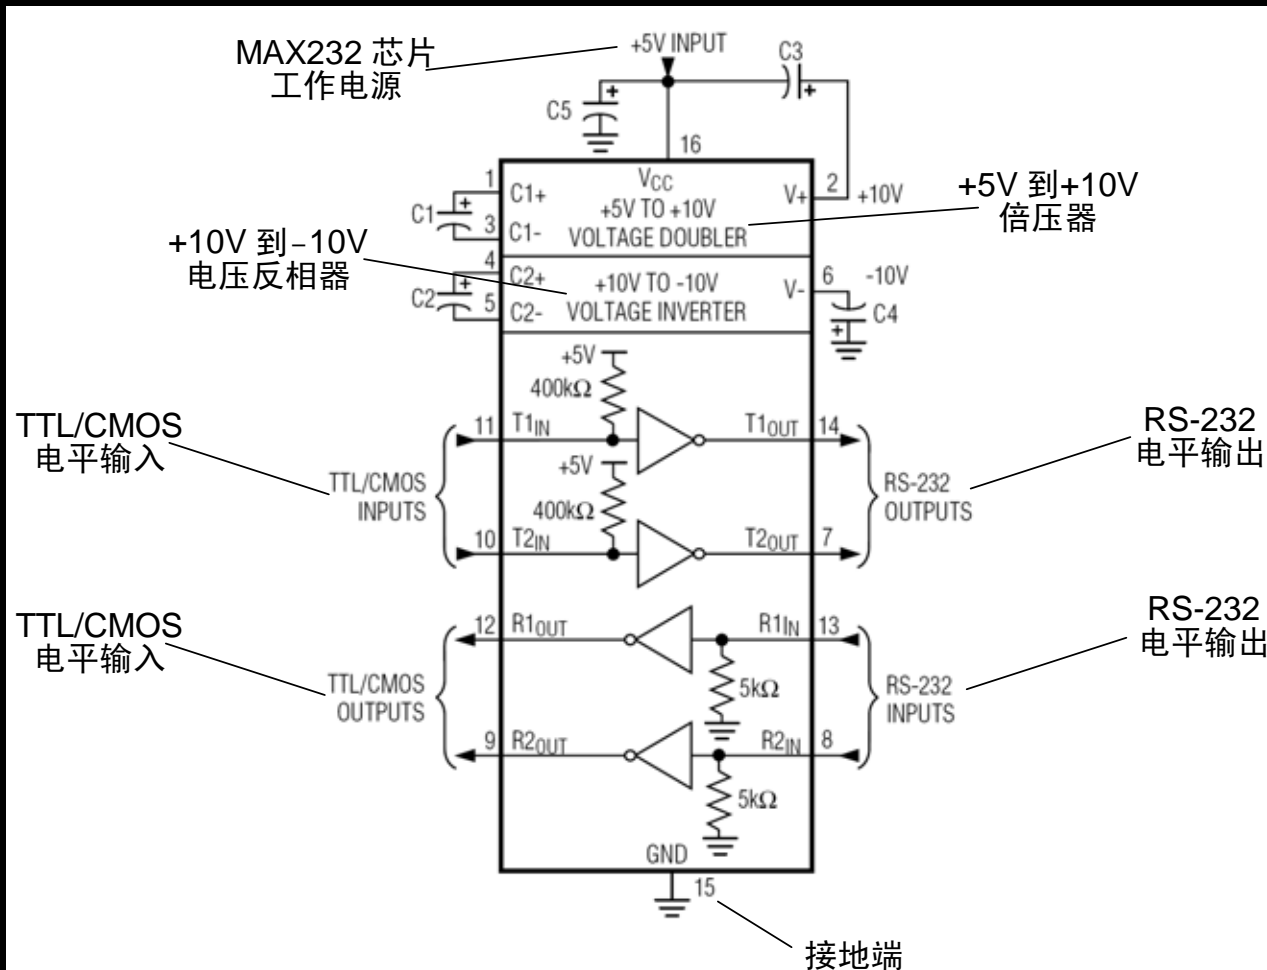 MAX232 芯片
工作电源
+5V INPUT
C3
+
+
C5
16
1
C1+
VCC
V+
2
+10V
+5V 到+10V
倍压器
C1
+
+5V TO +10V
3
C1-
VOLTAGE DOUBLER
+10V 到-10V
电压反相器
4
C2+
+10V TO -10V
V-
6
-10V
C2
+
5
C2-
VOLTAGE INVERTER
+
C4
+5V
400kΩ
TTL/CMOS
电平输入
11
T1IN
T1OUT
14
RS-232
电平输出
+5V
TTL/CMOS
INPUTS
400kΩ
RS-232
OUTPUTS
10
T2IN
T2OUT
7
TTL/CMOS
电平输入
12
R1OUT
R1IN
13
RS-232
电平输出
TTL/CMOS
OUTPUTS
5kΩ
RS-232
INPUTS
9
R2OUT
R2IN
8
5kΩ
GND
15
接地端